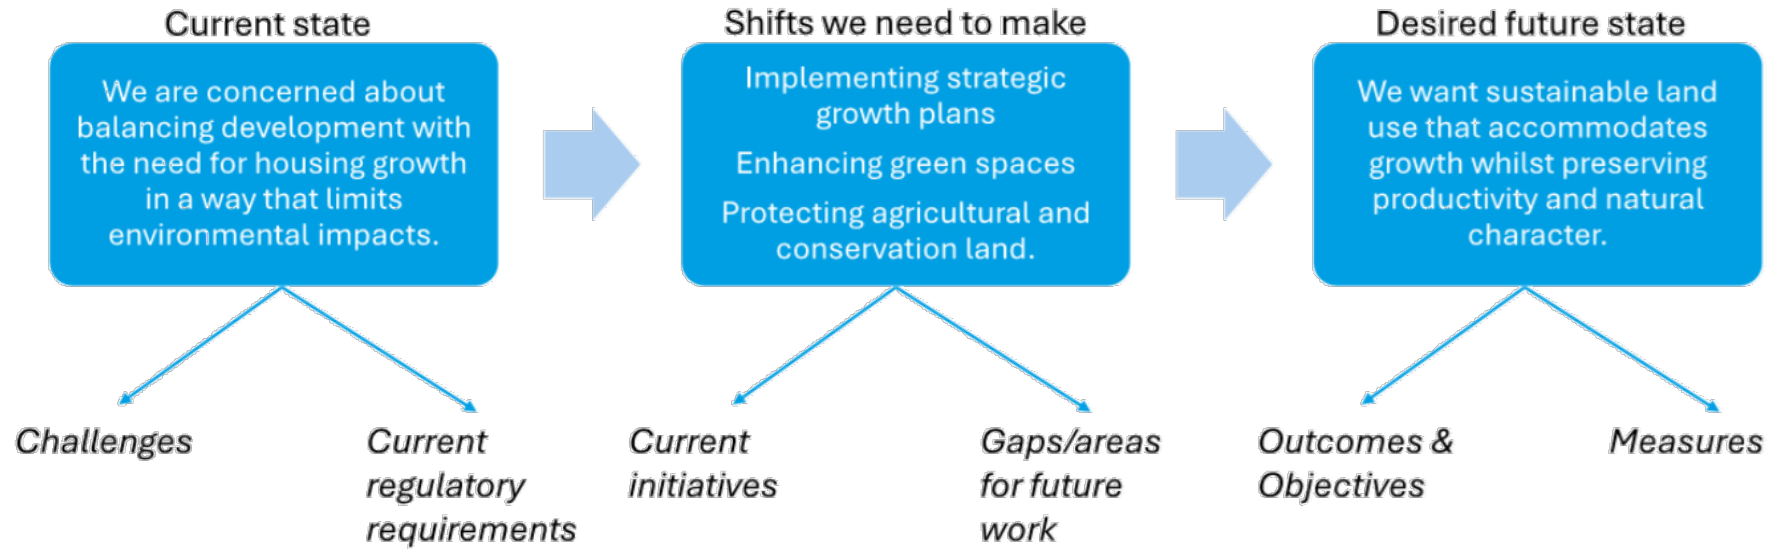 Current state
We are concerned about
balancing development with
the need for housing growth
in a way that limits
environmental impacts.
Shifts we need to make
Implementing strategic
growth plans
Enhancing green spaces
Protecting agricultural and
conservation land.
Desired future state
We want sustainable land
use that accommodates
growth whilst preserving
productivity and natural
character.
Challenges
Current
regulatory
requirements
Current
initiatives
Gaps/areas
for future
work
Outcomes &
Objectives
Measures